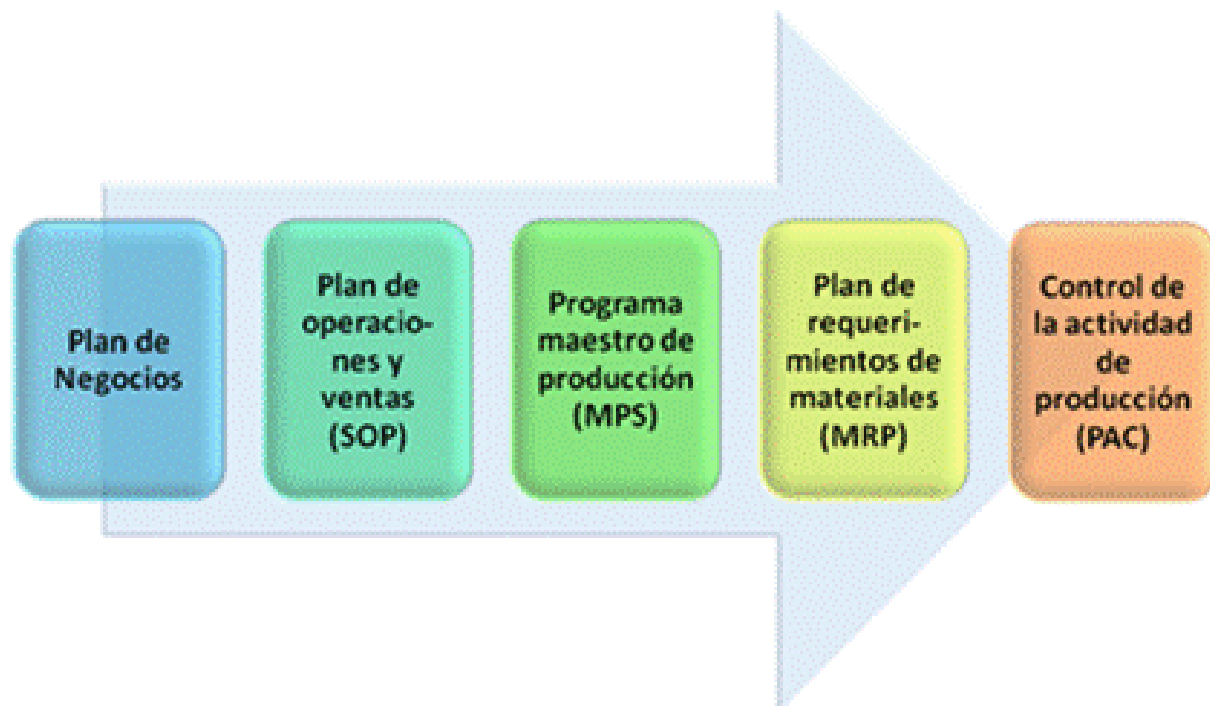 Plan de
Negocios
Plan de
operacio-
nes y
ventas
(SOP)
Programa
maestro de
producción
(MPS)
Plan de
requeri-
mientos de
materiales
(MRP)
Control de
la actividad
de
producción
(PAC)